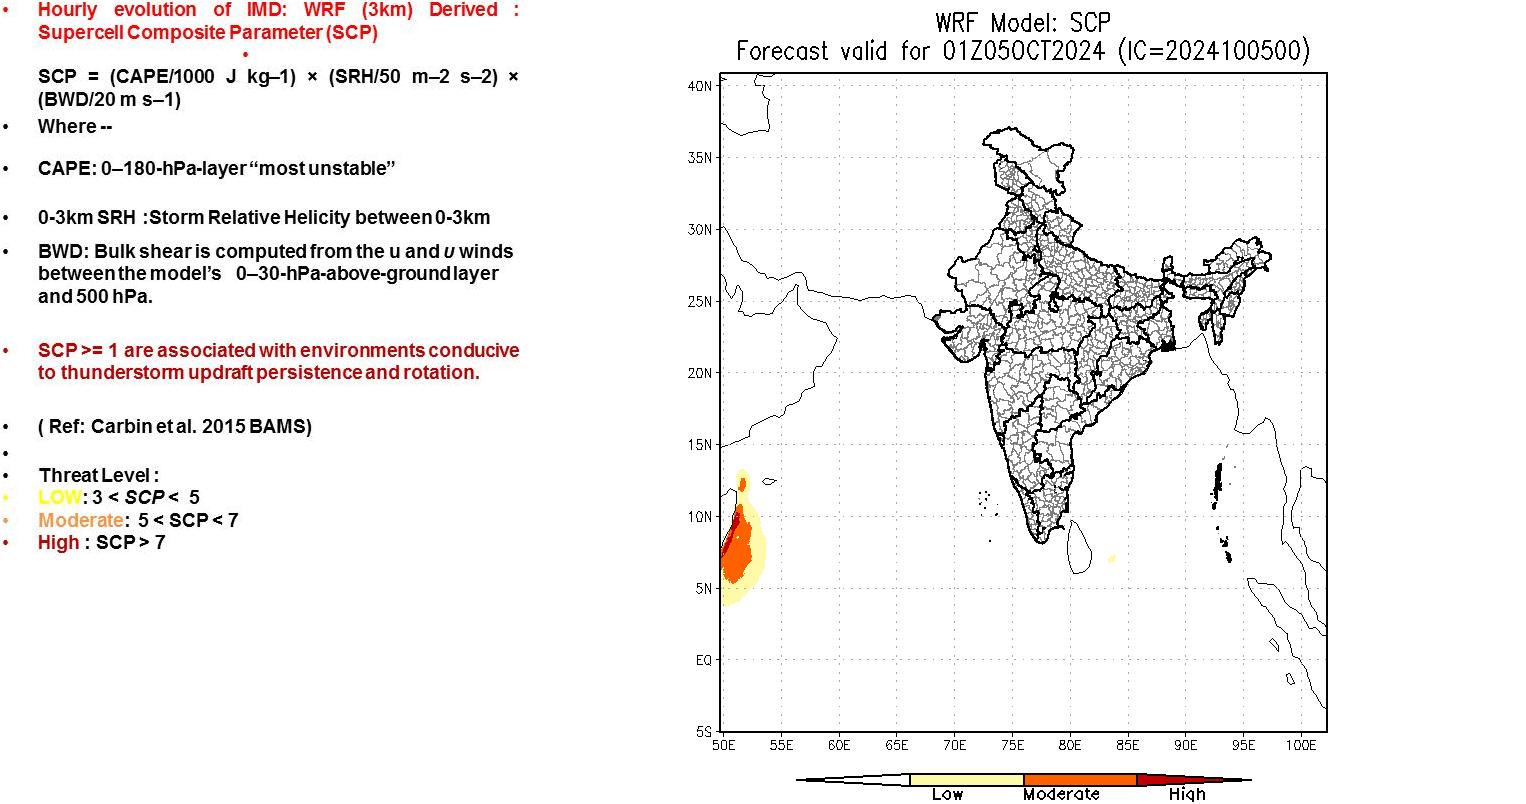 • Hourly evolution of IMD: WRF (3km) Derived :
Supercell Composite Parameter (SCP)
•
SCP = (CAPE/1000 J kg–1) × (SRH/50 m–2 s–2) ×
(BWD/20 m s–1)
• Where --
• CAPE: 0–180-hPa-layer “most unstable”
• 0-3km SRH :Storm Relative Helicity between 0-3km
• BWD: Bulk shear is computed from the u and υ winds
between the model’s 0–30-hPa-above-ground layer
and 500 hPa.
• SCP >= 1 are associated with environments conducive
to thunderstorm updraft persistence and rotation.
• ( Ref: Carbin et al. 2015 BAMS)
•
• Threat Level :
• LOW: 3 < SCP < 5
• Moderate: 5 < SCP < 7
• High : SCP > 7
WRF Model: SCP
Forecast valid for 01Z05OCT2024 (IC=2024100500)
40N
35N
30N
25N
20N
15N
10N
5N
EQ
5S
50E 55E 60E 65E 70E 75E 80E 85E 90E 95E 100E
Low Moderate High